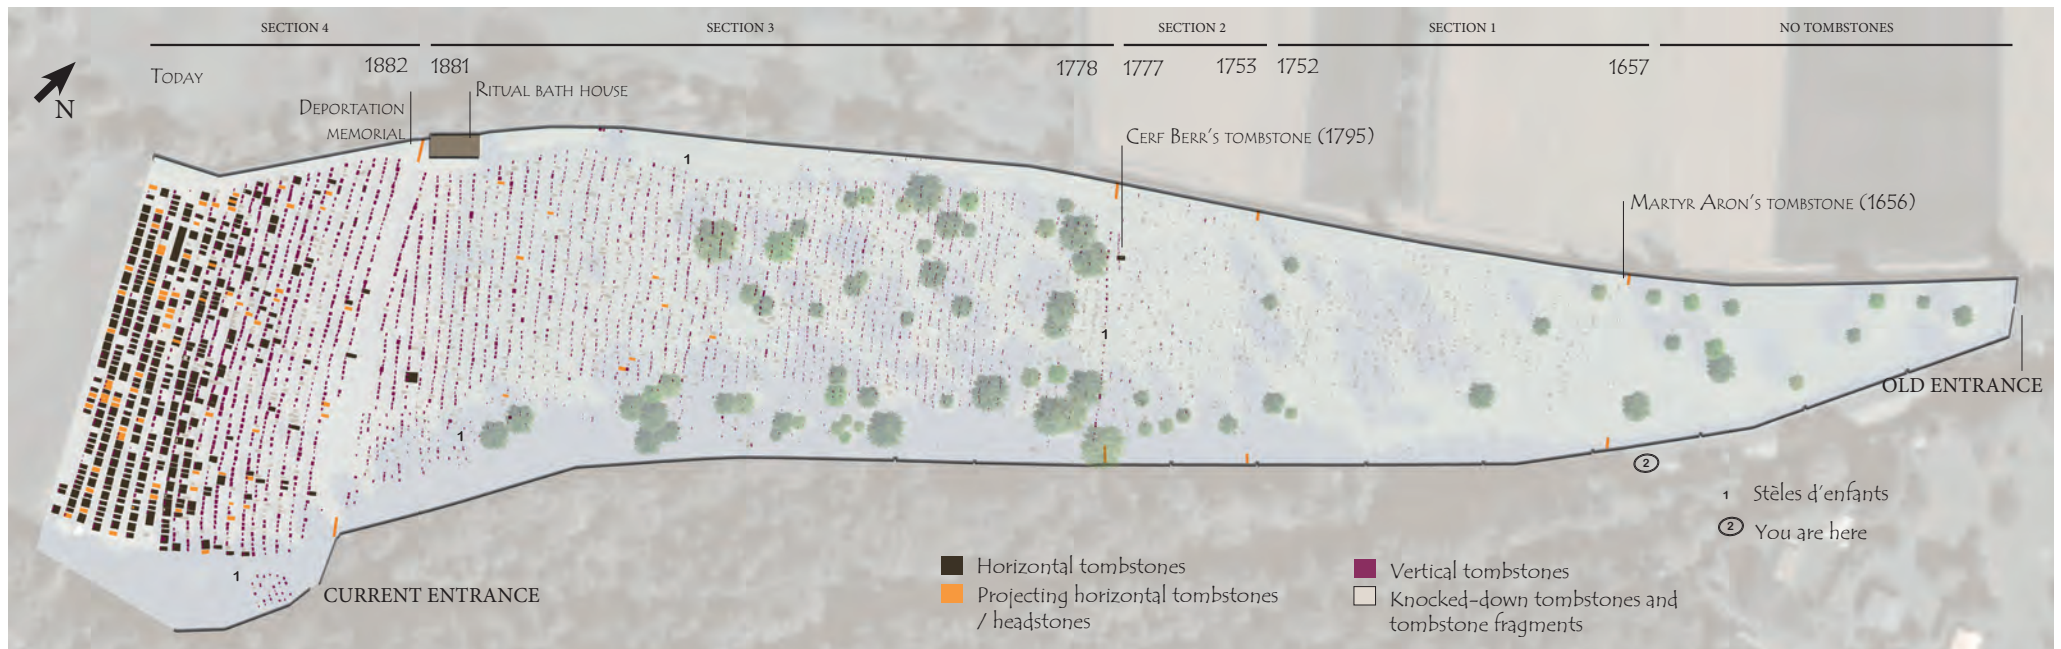 SECTION 4
SECTION 3
SECTION 2
SECTION 1
NO TOMBSTONES
Today
1882
1881
1778
1777
1753
1752
1657
N
Deportation
memorial
Ritual bath house
Cerf Berr's tombstone (1795)
Martyr Aron's tombstone (1656)
1
1
1
1
OLD ENTRANCE
CURRENT ENTRANCE
2
1 Stèles d'enfants
2 You are here
Horizontal tombstones
Projecting horizontal tombstones
/ headstones
Vertical tombstones
Knocked-down tombstones and
tombstone fragments